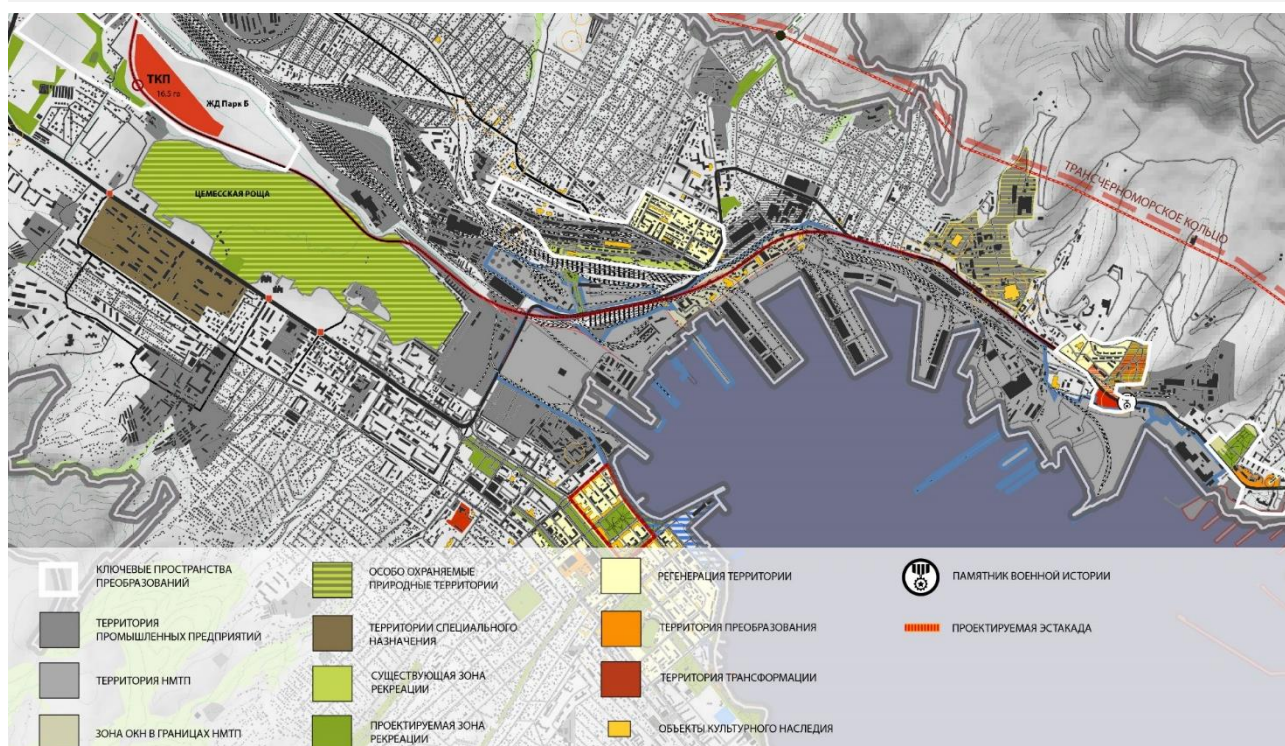 ТКП
16.5 га
ЖД Парк Б
ЦЕМЕССКАЯ РОЩА
ТРАНСЧЕРНОМОРСКОЕ КОЛЬЦО
КЛЮЧЕВЫЕ ПРОСТРАНСТВА
ПРЕОБРАЗОВАНИЙ
ТЕРРИТОРИЯ
ПРОМЫШЛЕННЫХ ПРЕДПРИЯТИЙ
ТЕРРИТОРИЯ НМТП
ЗОНА ОКН В ГРАНИЦАХ НМТП
ОСОБО ОХРАНЯЕМЫЕ
ПРИРОДНЫЕ ТЕРРИТОРИИ
ТЕРРИТОРИИ СПЕЦИАЛЬНОГО
НАЗНАЧЕНИЯ
СУЩЕСТВУЮЩАЯ ЗОНА
РЕКРЕАЦИИ
ПРОЕКТИРУЕМАЯ ЗОНА
РЕКРЕАЦИИ
РЕГЕНЕРАЦИЯ ТЕРРИТОРИИ
ТЕРРИТОРИЯ ПРЕОБРАЗОВАНИЯ
ТЕРРИТОРИЯ ТРАНСФОРМАЦИИ
ОБЪЕКТЫ КУЛЬТУРНОГО НАСЛЕДИЯ
ПАМЯТНИК ВОЕННОЙ ИСТОРИИ
ПРОЕКТИРУЕМАЯ ЭСТАКАДА